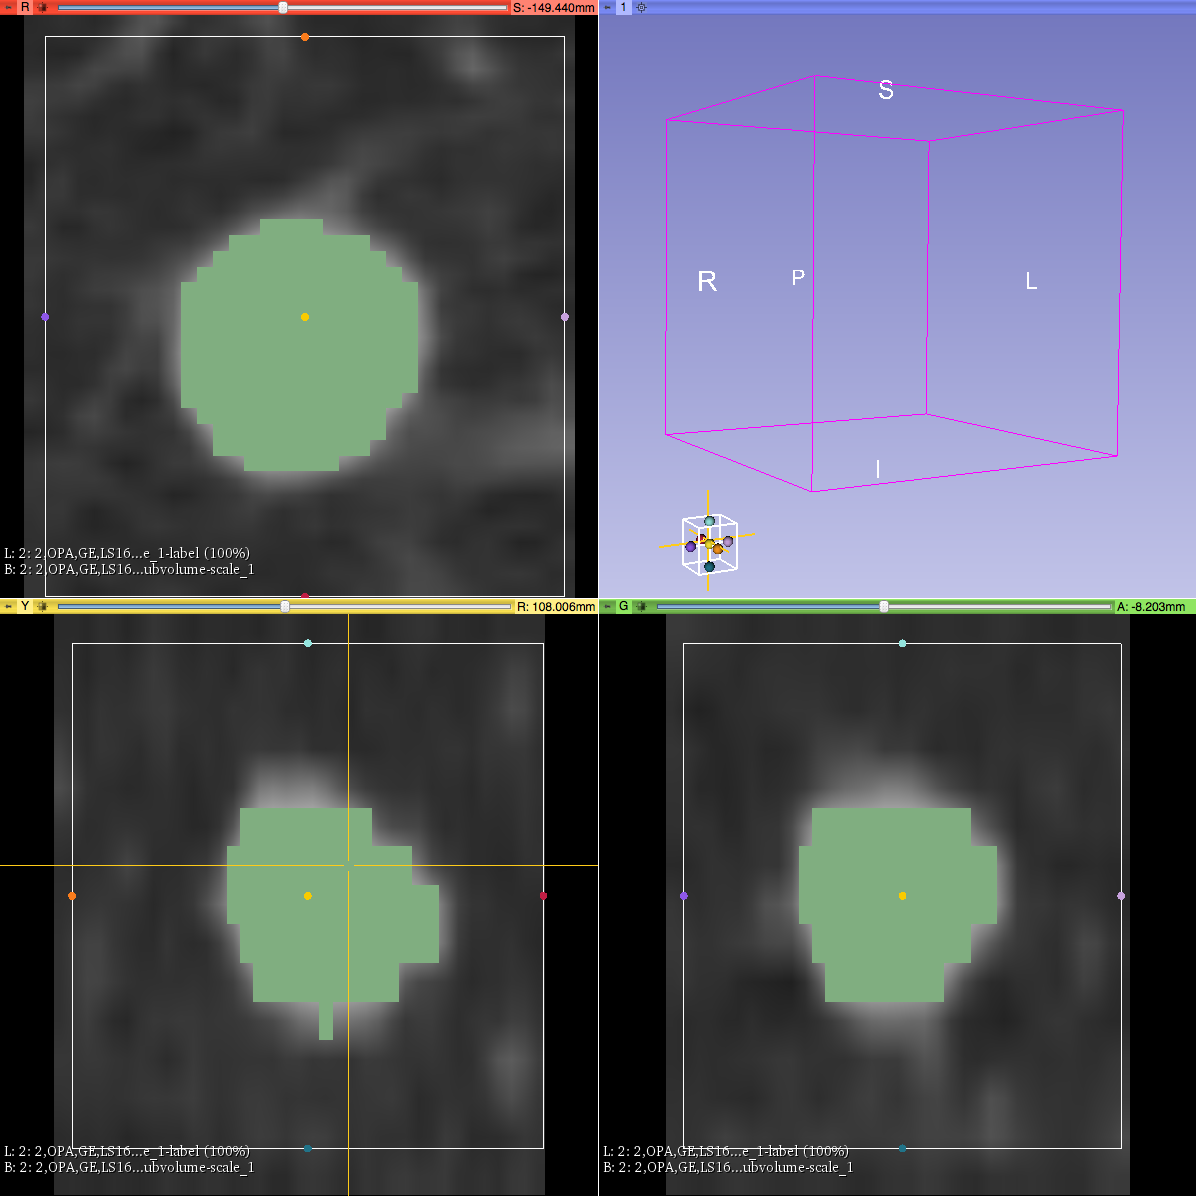 R S: -149.440mm
1
S
R P L
I
L: 2: 2,OPA,GE,LS16...e_1-label (100%)
B: 2: 2,OPA,GE,LS16...ubvolume-scale_1
Y R: 108.006mm
G A: -8.203mm
L: 2: 2,OPA,GE,LS16...e_1-label (100%)
B: 2: 2,OPA,GE,LS16...ubvolume-scale_1
L: 2: 2,OPA,GE,LS16...e_1-label (100%)
B: 2: 2,OPA,GE,LS16...ubvolume-scale_1